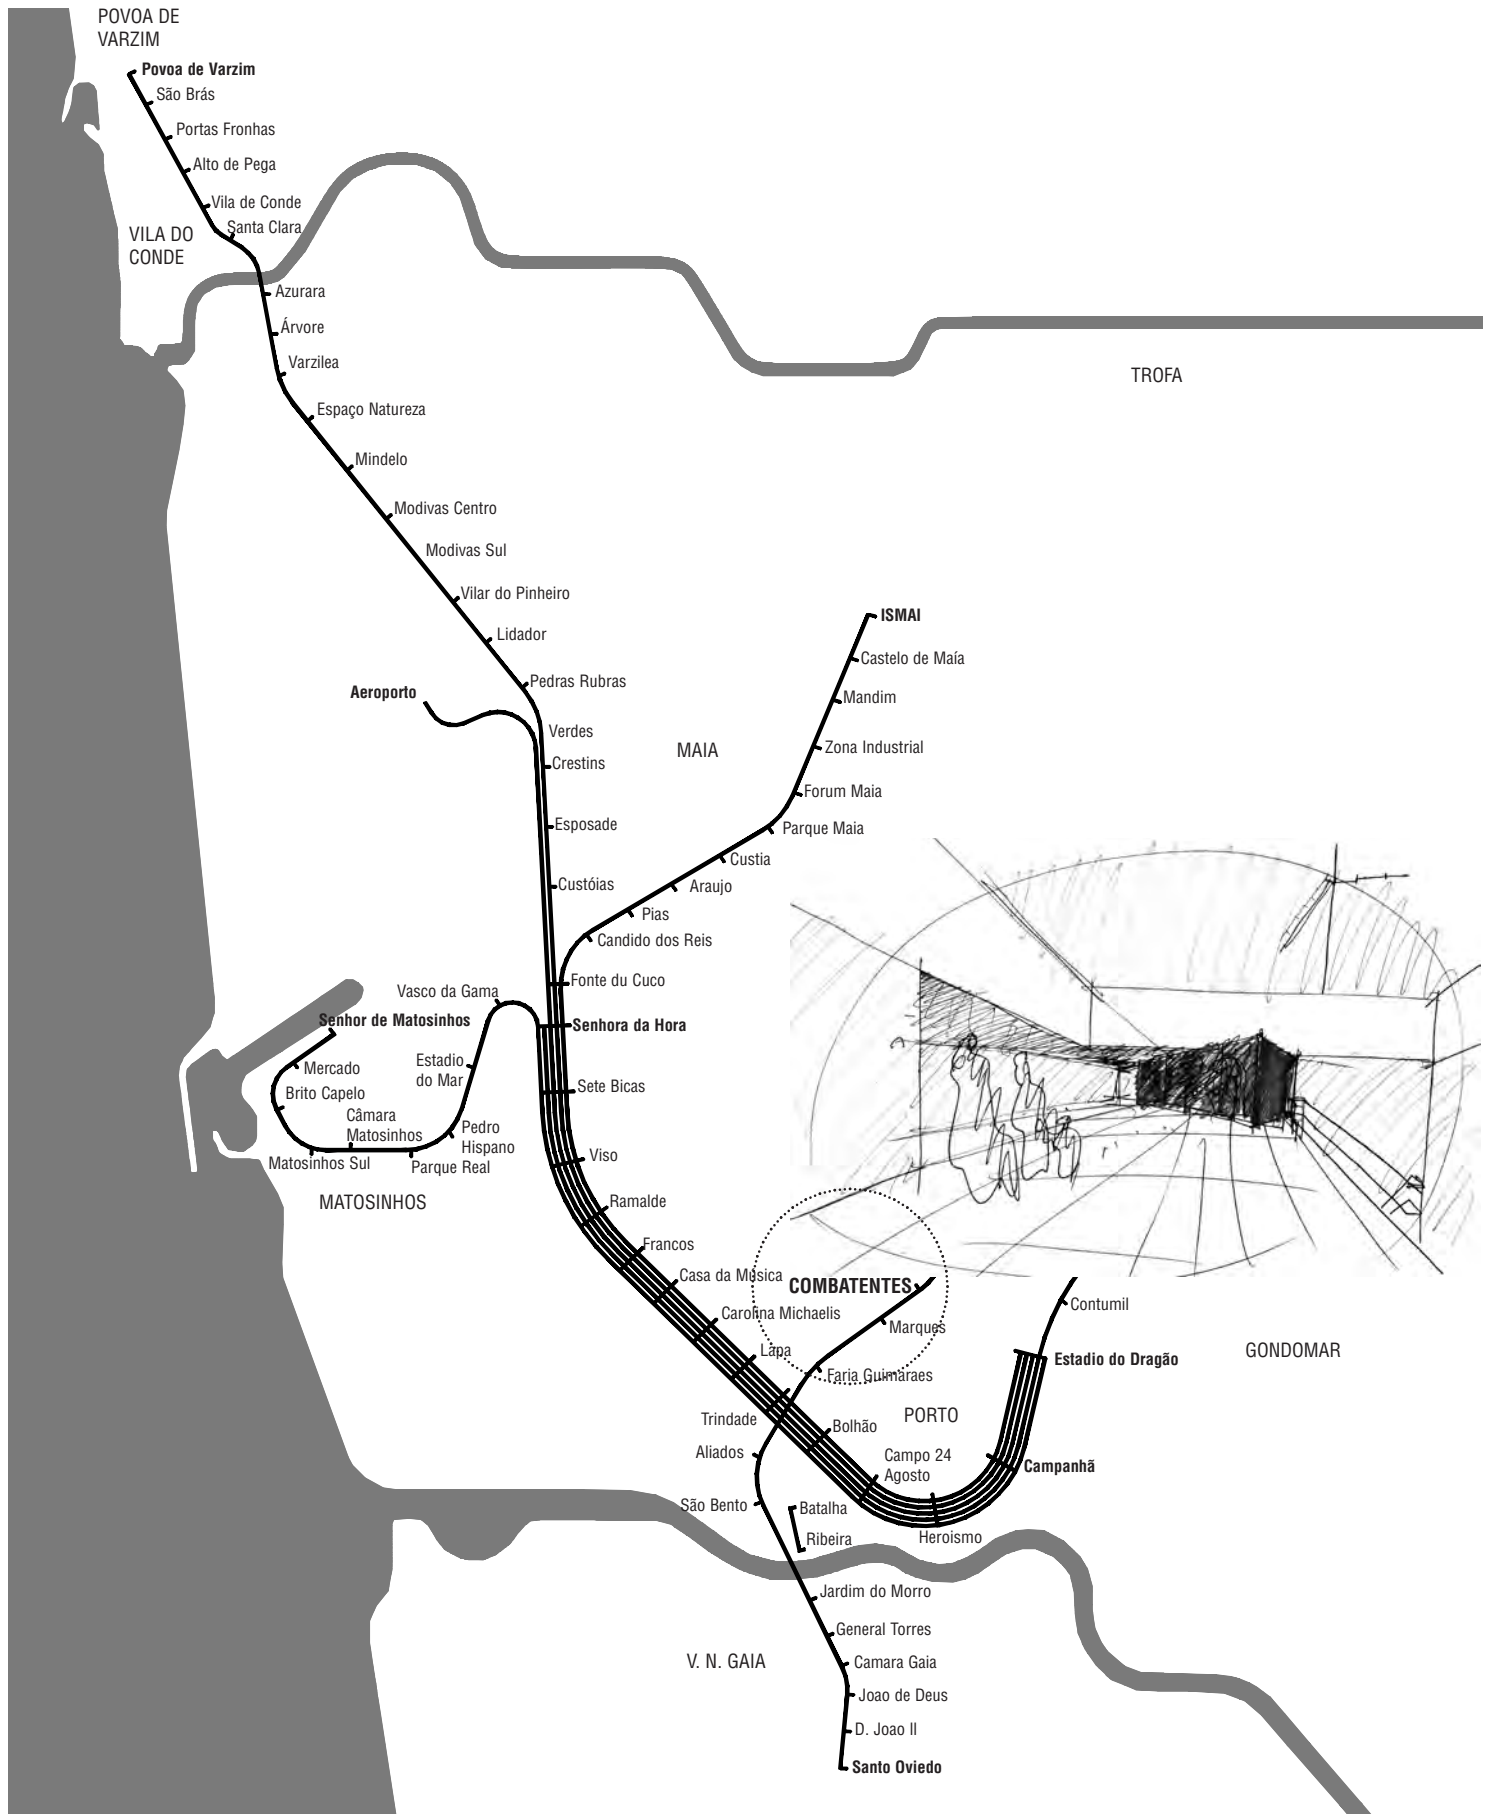 POVOA DE
VARZIM
Povoa de Varzim
São Brás
Portas Fronhas
Alto de Pega
Vila de Conde
Santa Clara
VILA DO
CONDE
Azurara
Árvore
Varzilea
TROFA
Espaço Natureza
Mindelo
Modivas Centro
Modivas Sul
Vilar do Pinheiro
Lidador
Pedras Rubras
Aeroporto
Verdes
Crestins
Esposade
Custóias
MAIA
ISMAI
Castelo de Maía
Mandim
Zona Industrial
Forum Maia
Parque Maia
Custia
Araujo
Pias
Candido dos Reis
Fonte du Cuco
Senhora da Hora
Vasco da Gama
Senhor de Matosinhos
Mercado
Estadio
do Mar
Brito Capelo
Câmara
Matosinhos
Pedro
Hispano
Matosinhos Sul
Parque Real
MATOSINHOS
Sete Bicas
Viso
Ramalde
Francos
Casa da Música
Carolina Michaelis
Lapa
COMBATENTES
Marques
Faria Guimaraes
Contumil
GONDOMAR
Estadio do Dragão
PORTO
Trindade
Bolhão
Aliados
Campo 24
Agosto
Campanhã
São Bento
Batalha
Ribeira
Heroismo
Jardim do Morro
General Torres
V. N. GAIA
Camara Gaia
Joao de Deus
D. Joao II
Santo Oviedo